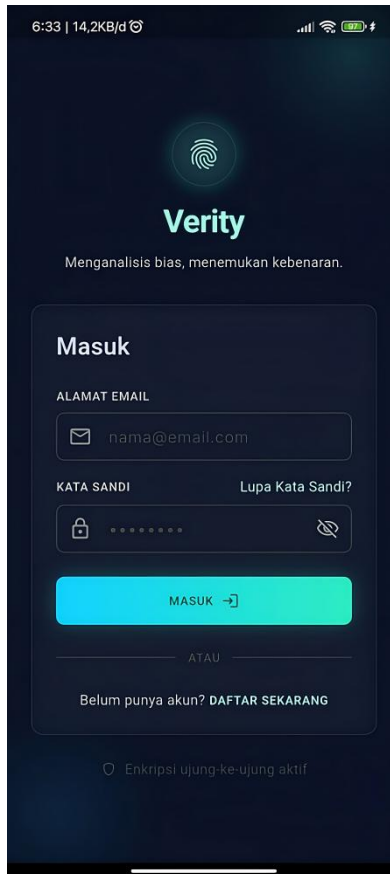 6:33 | 14,2KB/d
97
Verity
Menganalisis bias, menemukan kebenaran.
Masuk
ALAMAT EMAIL
nama@email.com
KATA SANDI Lupa Kata Sandi?
MASUK
ATAU
Belum punya akun? DAFTAR SEKARANG
Enkripsi ujung-ke-ujung aktif